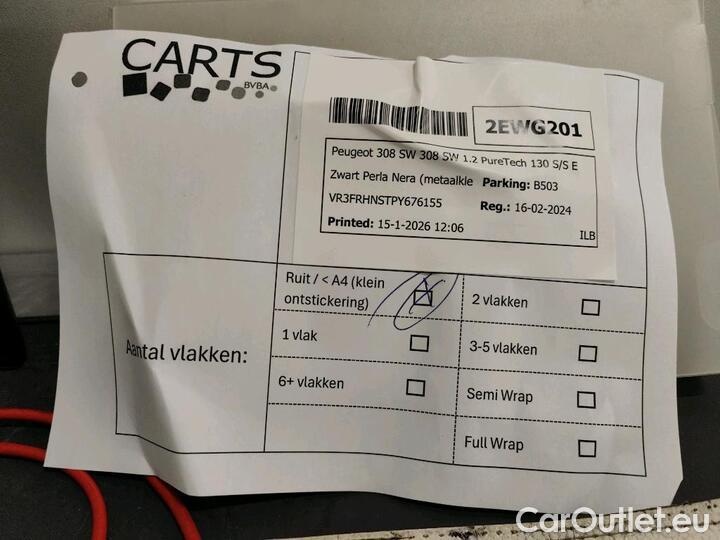 CARTS
BVBA
2EWG201
Peugeot 308 SW 308 SW 1.2 PureTech 130 S/S E
Zwart Perla Nera (metaalkle Parking: B503
VR3FRHNSTPY676155 Reg.: 16-02-2024
Printed: 15-1-2026 12:06 ILB
Aantal vlakken:
Ruit / < A4 (klein
ontstickering)
2 vlakken
1 vlak
3-5 vlakken
6+ vlakken
Semi Wrap
Full Wrap
CarOutlet.eu